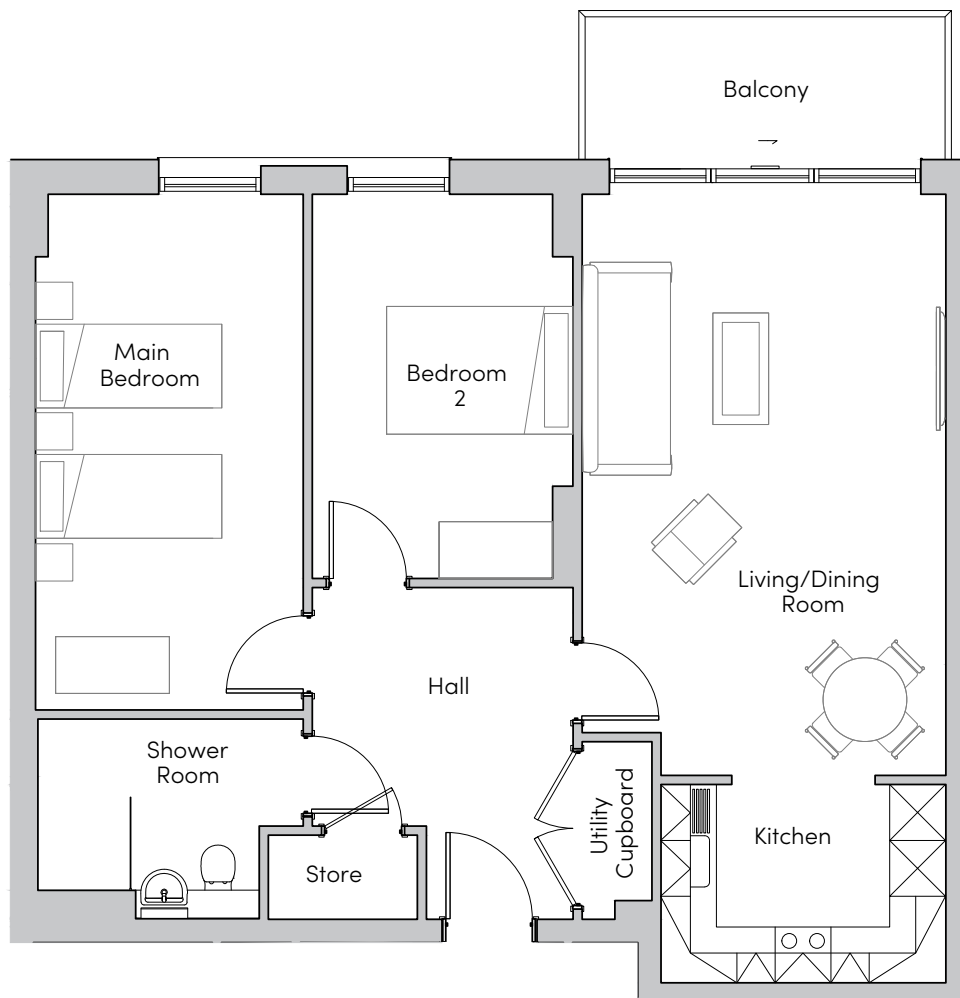 Balcony
Main
Bedroom
Bedroom
2
Living/Dining
Room
Hall
Shower
Room
Utility
Cupboard
Kitchen
Store